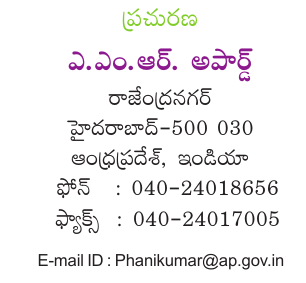 ప్రచురణ
ఎ.ఎం.ఆర్. అపార్డ్
రాజేంద్రనగర్
హైదరాబాద్-500 030
ఆంధ్రప్రదేశ్, ఇండియా
ఫోన్ : 040-24018656
ఫ్యాక్స్ : 040-24017005
E-mail ID : Phanikumar@ap.gov.in